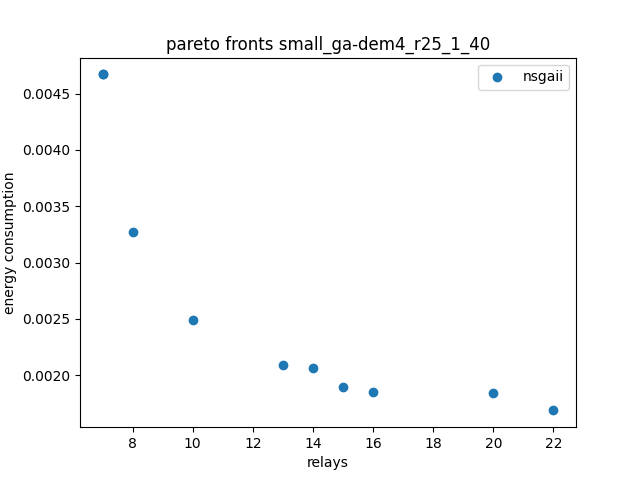 pareto fronts small_ga-dem4_r25_1_40
nsgaii
energy consumption
0.0045
0.0040
0.0035
0.0030
0.0025
0.0020
8 10 12 14 16 18 20 22
relays